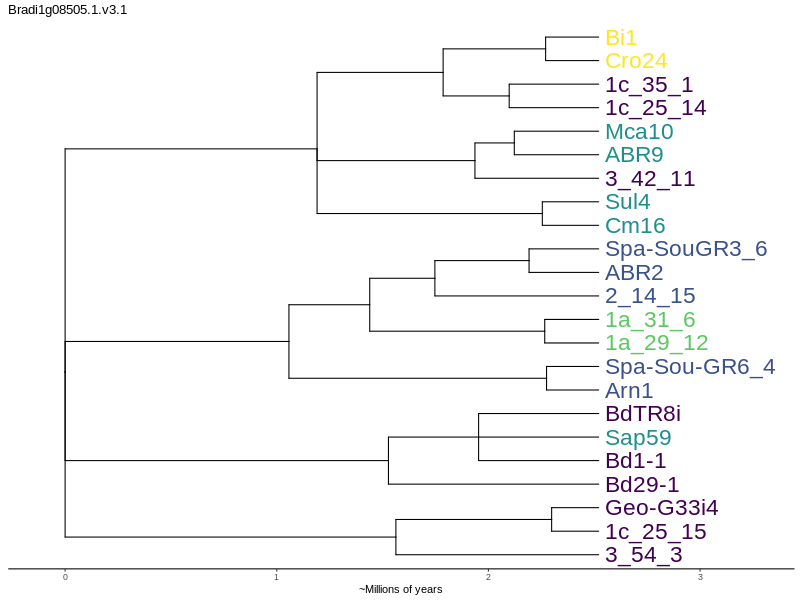 Bradi1g08505.1.v3.1
Bi1
Cro24
1c_35_1
1c_25_14
Mca10
ABR9
3_42_11
Sul4
Cm16
Spa-SouGR3_6
ABR2
2_14_15
1a_31_6
1a_29_12
Spa-Sou-GR6_4
Arn1
BdTR8i
Sap59
Bd1-1
Bd29-1
Geo-G33i4
1c_25_15
3_54_3
0 1 2 3
~Millions of years